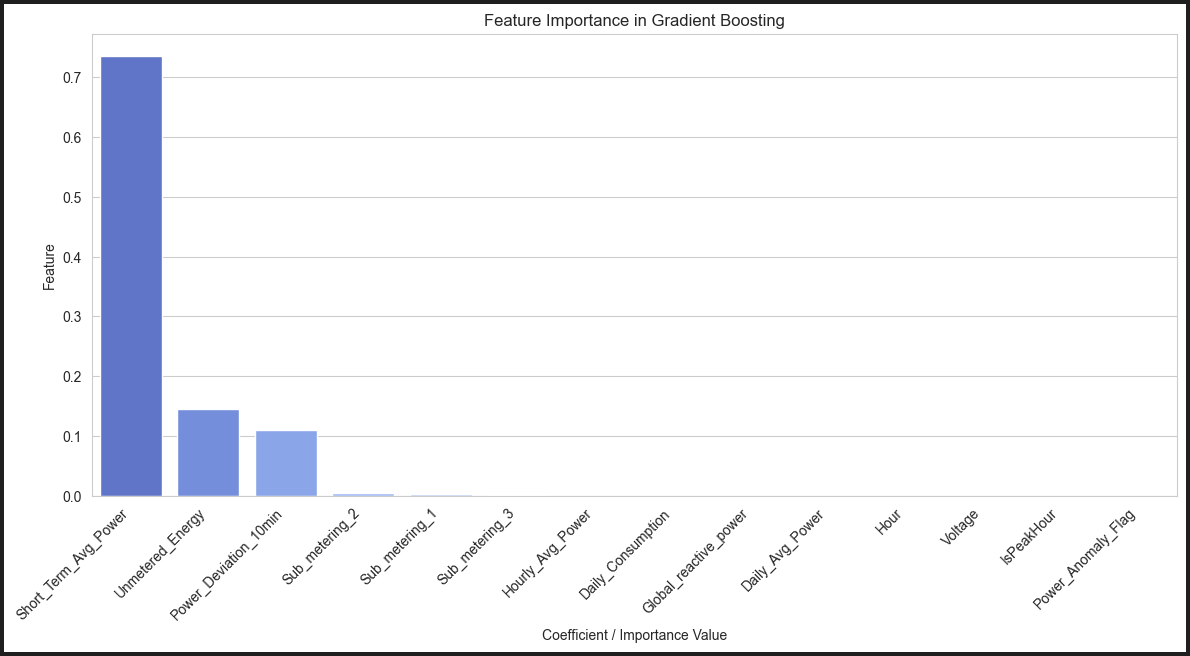 Feature Importance in Gradient Boosting
Feature
0.7
0.6
0.5
0.4
0.3
0.2
0.1
0.0
Short_Term_Avg_Power
Unmetered_Energy
Power_Deviation_10min
Sub_metering_2
Sub_metering_1
Sub_metering_3
Hourly_Avg_Power
Daily_Consumption
Global_reactive_power
Daily_Avg_Power
Hour
Voltage
IsPeakHour
Power_Anomaly_Flag
Coefficient / Importance Value